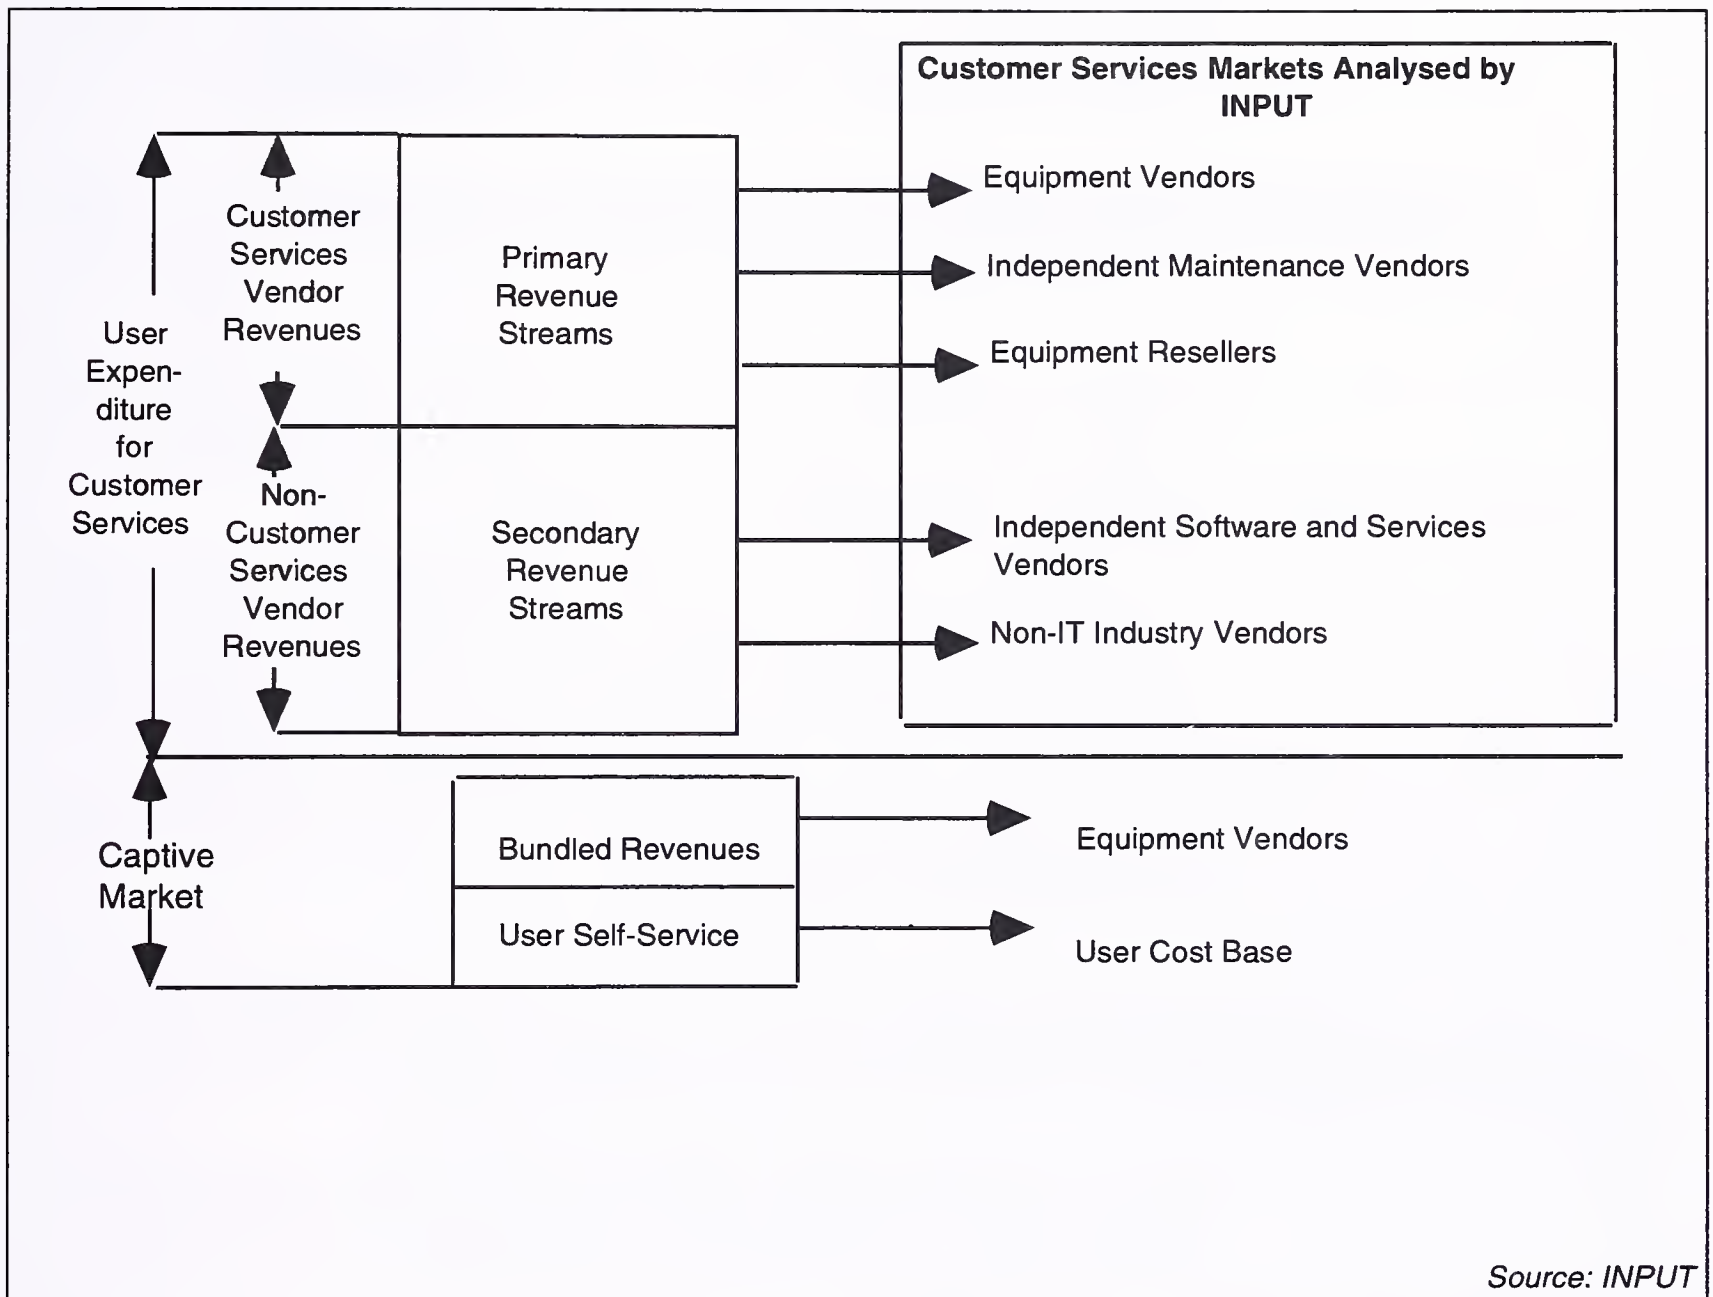 Customer Services Markets Analysed by
INPUT
User
Expen-
diture
for
Customer
Services
Customer
Services
Vendor
Revenues
Primary
Revenue
Streams
Equipment Vendors
Independent Maintenance Vendors
Equipment Resellers
Non-
Customer
Services
Vendor
Revenues
Secondary
Revenue
Streams
Independent Software and Services
Vendors
Non-IT Industry Vendors
Captive
Market
Bundled Revenues
Equipment Vendors
User Self-Service
User Cost Base
Source: INPUT